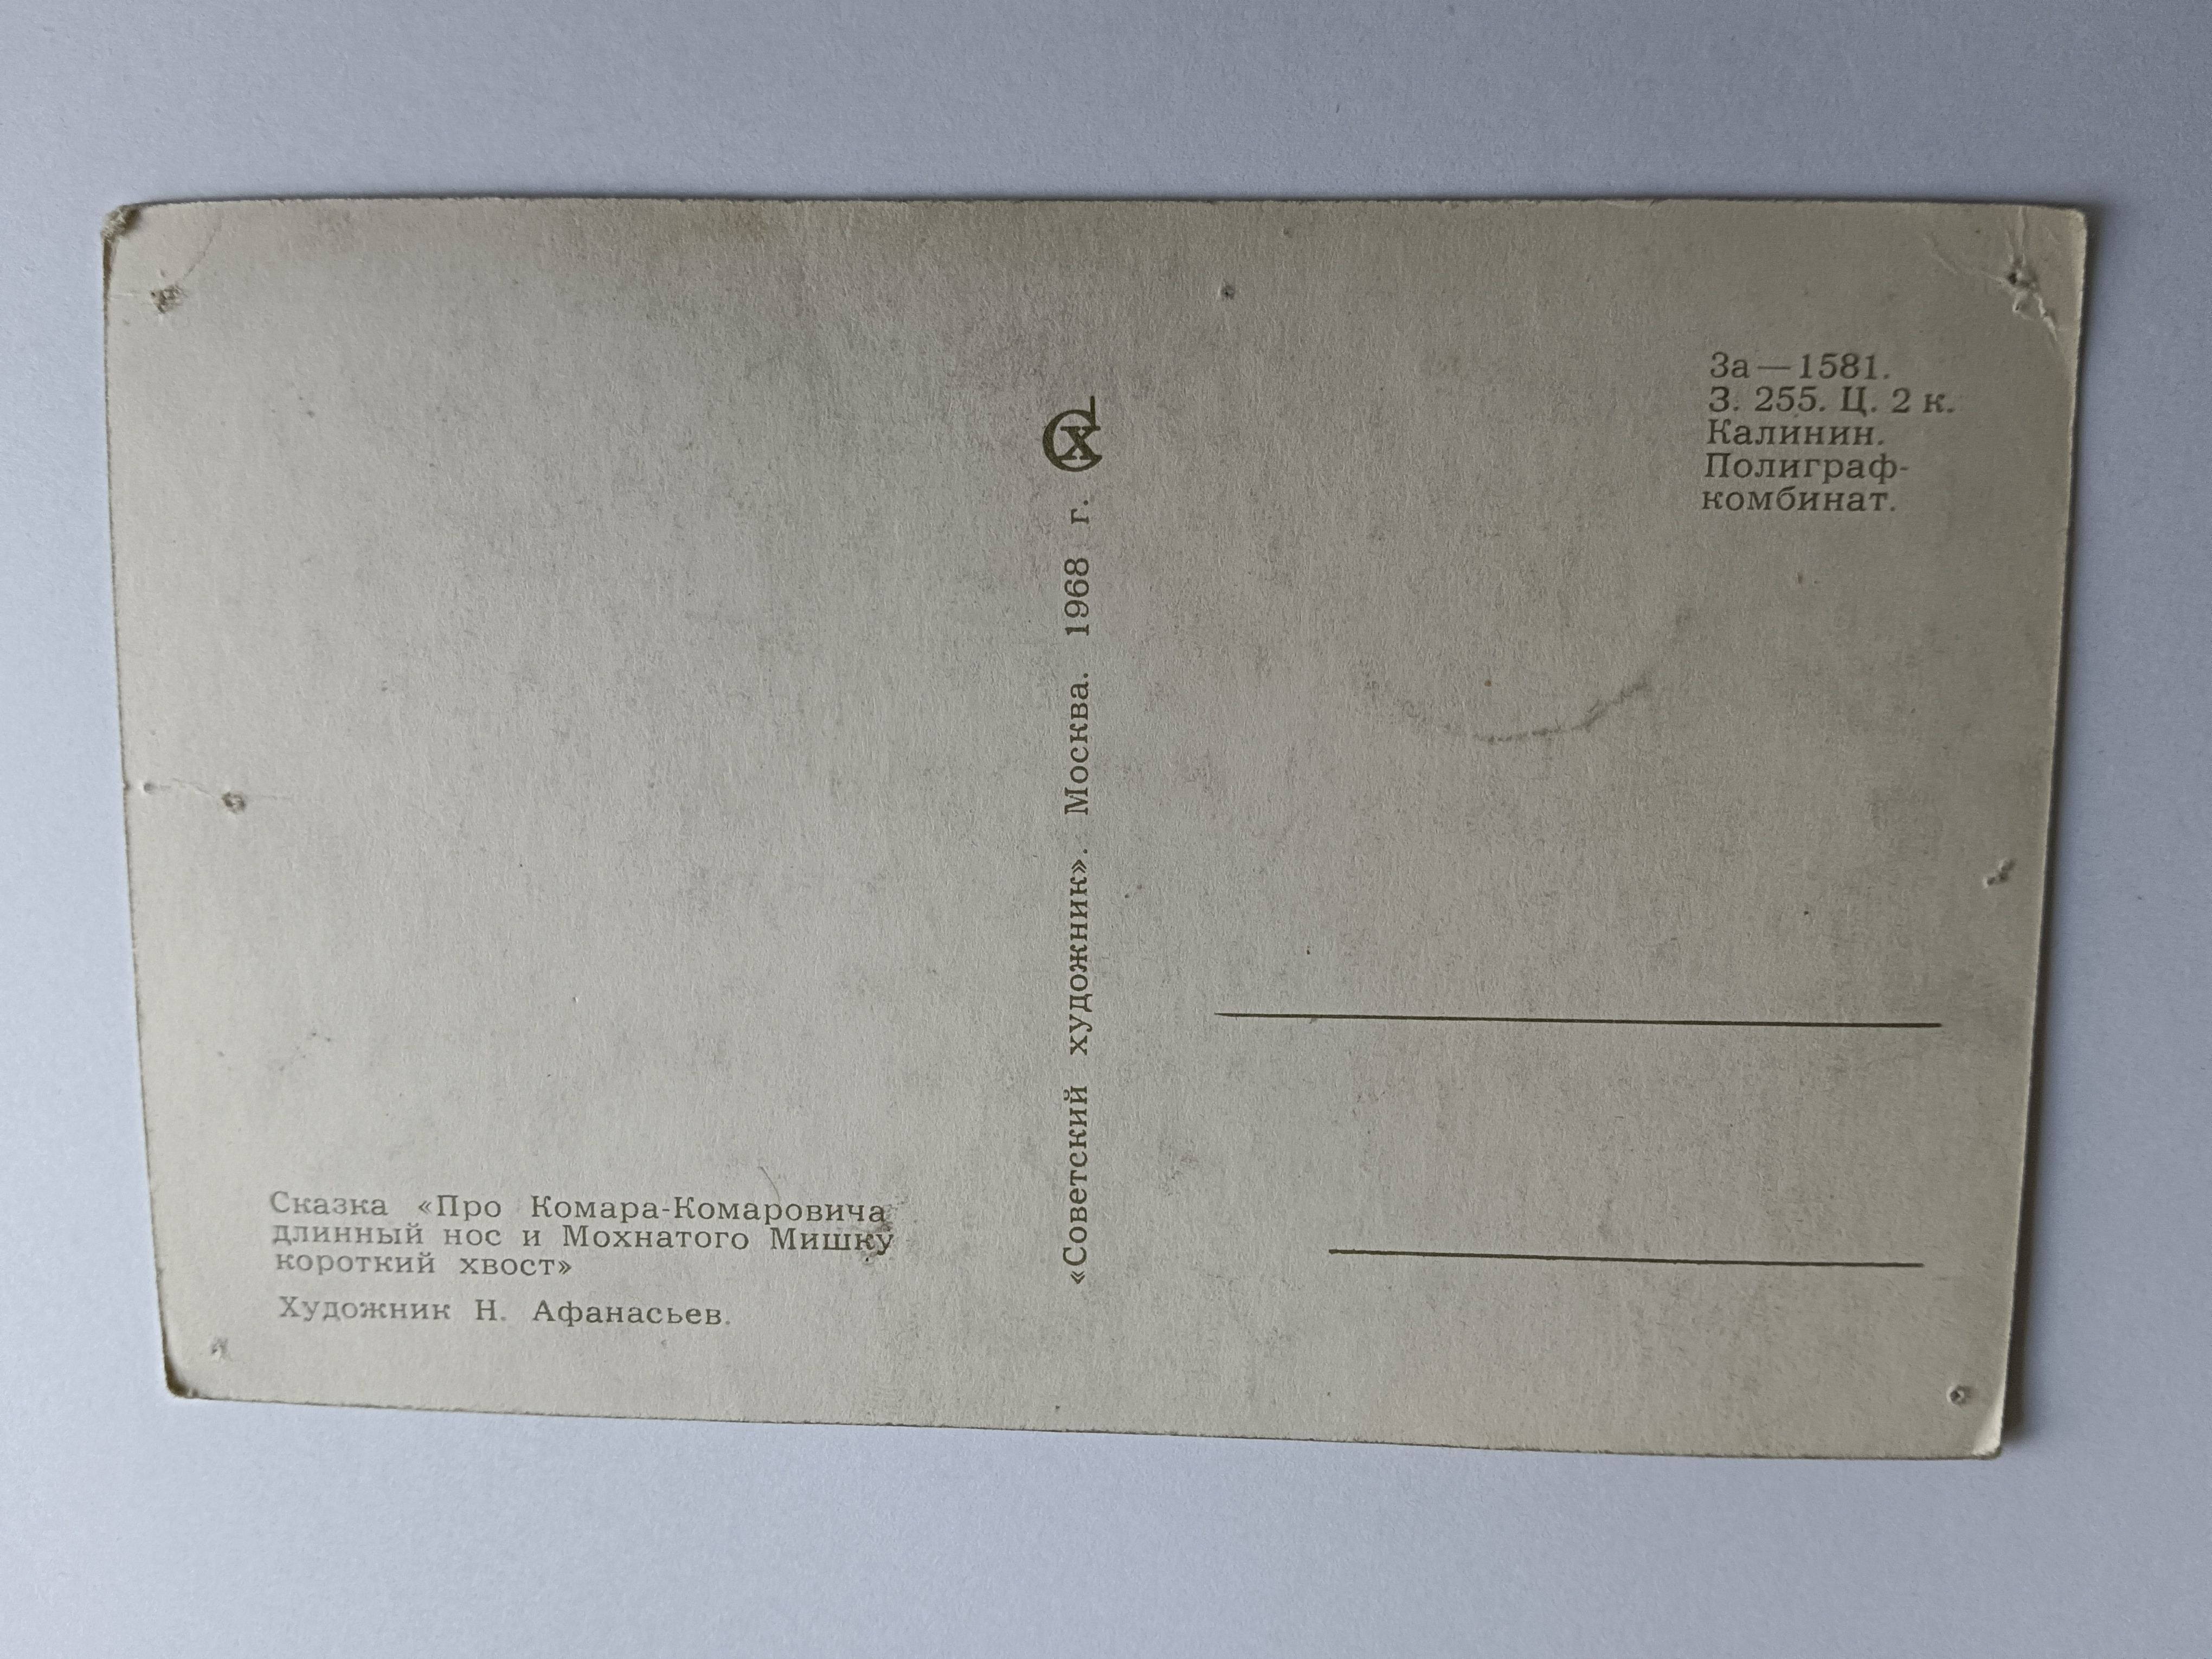 Сказка «Про Комара-Комаровича
длинный нос и Мохнатого Мишку
короткий хвост»
Художник Н. Афанасьев.
«Советский художник». Москва. 1968 г.
СХ
За—1581.
З. 255. Ц. 2 к.
Калинин.
Полиграф-
комбинат.